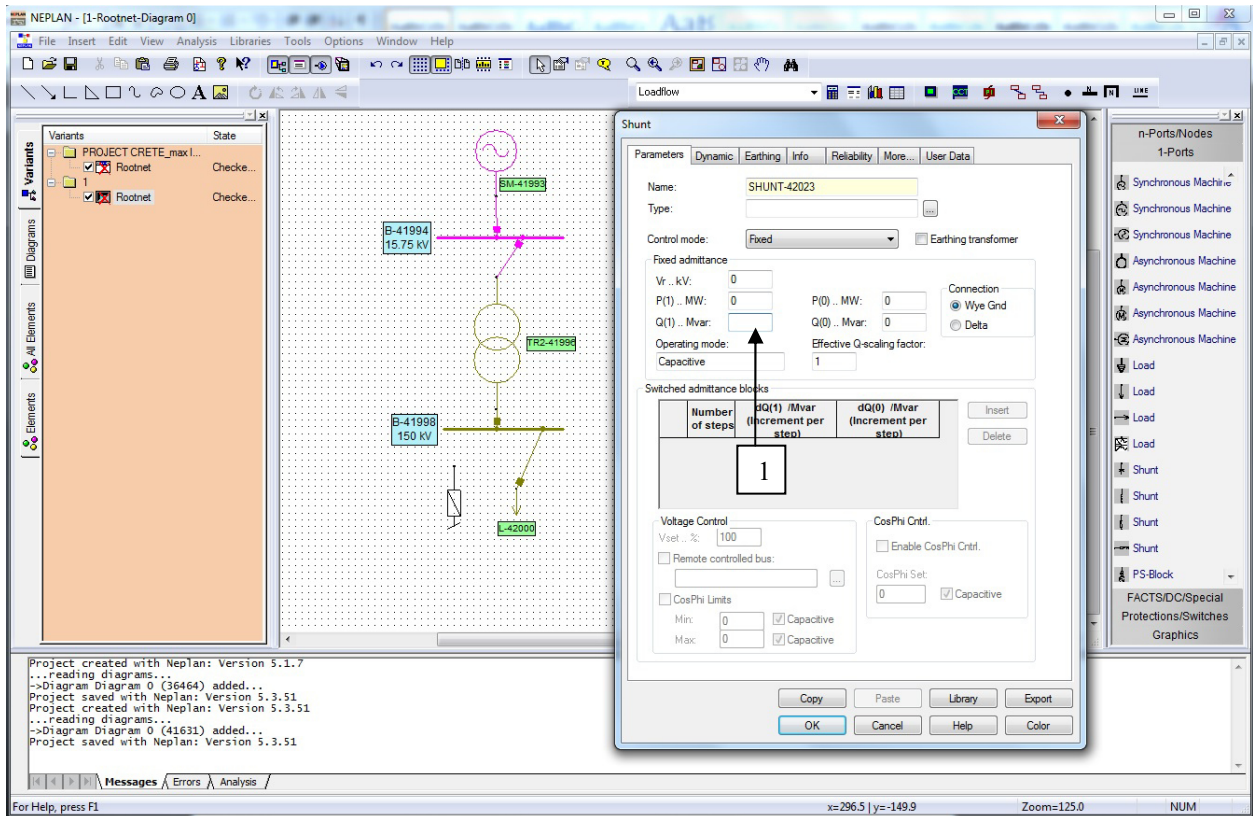 NEPLAN - [1-Rootnet-Diagram 0]
File Insert Edit View Analysis Libraries Tools Options Window Help
Loadflow
Variants State
PROJECT CRETE_max l...
Rootnet Checke...
1
Rootnet Checke...
Variants
Diagrams
All Elements
Elements
SM-41993
B-41994
15.75 kV
TR2-41996
B-41998
150 kV
L-42000
Shunt
Parameters Dynamic Earthing Info Reliability More... User Data
Name: SHUNT-42023
Type:
Control mode: Fixed Earthing transformer
Fixed admittance
Vr .. kV: 0
P(1) .. MW: 0 P(0) .. MW: 0
Q(1) .. Mvar: Q(0) .. Mvar: 0
Connection
Wye Gnd
Delta
Operating mode: Effective Q-scaling factor:
Capacitive 1
Switched admittance blocks
Number of steps dQ(1) /Mvar (Increment per step) dQ(0) /Mvar (Increment per step)
Insert
Delete
1
Voltage Control
Vset .. %: 100
Remote controlled bus:
...
CosPhi Limits
Min: 0 Capacitive
Max: 0 Capacitive
CosPhi Cntrl.
Enable CosPhi Cntrl.
CosPhi Set:
0 Capacitive
Copy Paste Library Export
OK Cancel Help Color
n-Ports/Nodes
1-Ports
Synchronous Machine
Synchronous Machine
Synchronous Machine
Asynchronous Machine
Asynchronous Machine
Asynchronous Machine
Asynchronous Machine
Load
Load
Load
Load
Shunt
Shunt
Shunt
Shunt
PS-Block
FACTS/DC/Special
Protections/Switches
Graphics
Project created with Neplan: Version 5.1.7
...reading diagrams...
->Diagram Diagram 0 (36464) added...
Project saved with Neplan: Version 5.3.51
Project created with Neplan: Version 5.3.51
...reading diagrams...
->Diagram Diagram 0 (41631) added...
Project saved with Neplan: Version 5.3.51
Messages Errors Analysis
For Help, press F1 x=296.5 | y=-149.9 Zoom=125.0 NUM